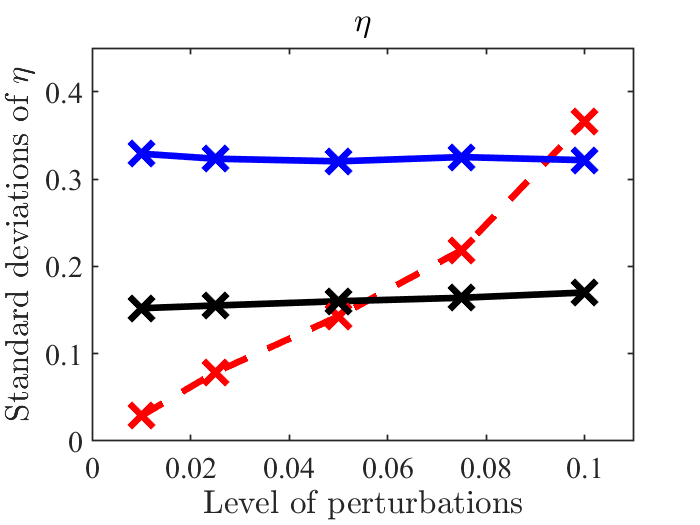 η
Standard deviations of η
0.4
0.3
0.2
0.1
0
0 0.02 0.04 0.06 0.08 0.1
Level of perturbations